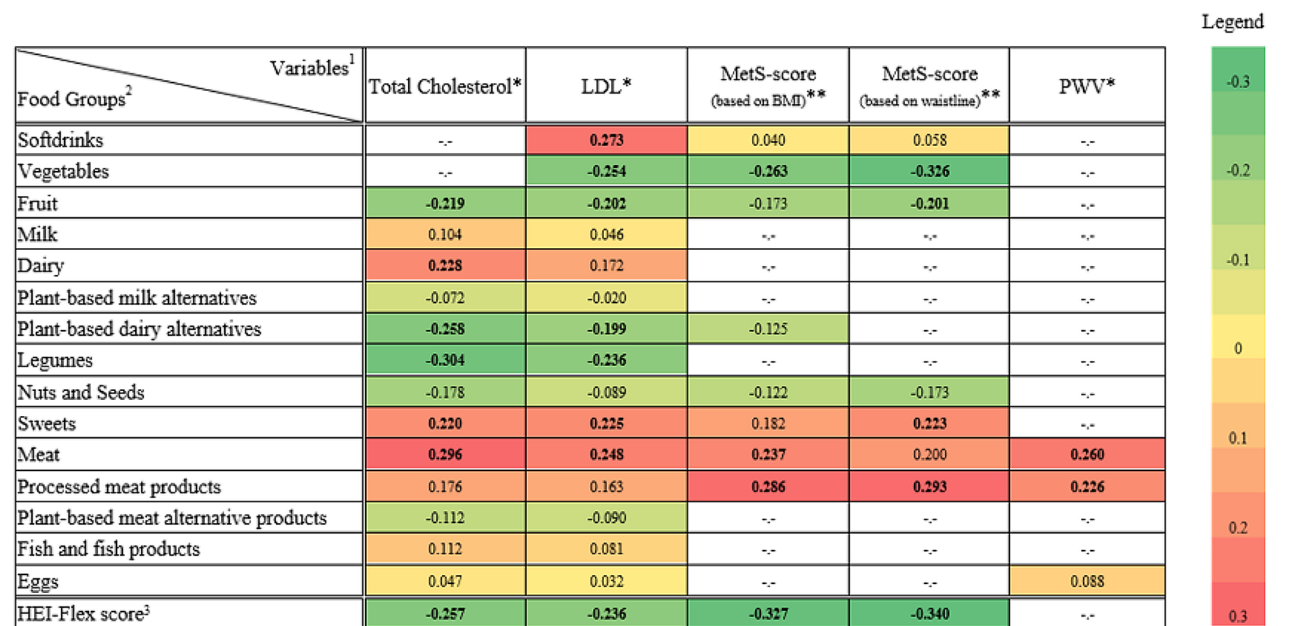 Legend
Variables1
Food Groups2
Total Cholesterol*
LDL*
MetS-score
(based on BMI)**
MetS-score
(based on waistline)**
PWV*
Softdrinks -.- 0.273 0.040 0.058 -.-
Vegetables -.- -0.254 -0.263 -0.326 -.-
Fruit -0.219 -0.202 -0.173 -0.201 -.-
Milk 0.104 0.046 -.- -.- -.-
Dairy 0.228 0.172 -.- -.- -.-
Plant-based milk alternatives -0.072 -0.020 -.- -.- -.-
Plant-based dairy alternatives -0.258 -0.199 -0.125 -.- -.-
Legumes -0.304 -0.236 -.- -.- -.-
Nuts and Seeds -0.178 -0.089 -0.122 -0.173 -.-
Sweets 0.220 0.225 0.182 0.223 -.-
Meat 0.296 0.248 0.237 0.200 0.260
Processed meat products 0.176 0.163 0.286 0.293 0.226
Plant-based meat alternative products -0.112 -0.090 -.- -.- -.-
Fish and fish products 0.112 0.081 -.- -.- -.-
Eggs 0.047 0.032 -.- -.- 0.088
HEI-Flex score3 -0.257 -0.236 -0.327 -0.340 -.-
-0.3
-0.2
-0.1
0
0.1
0.2
0.3